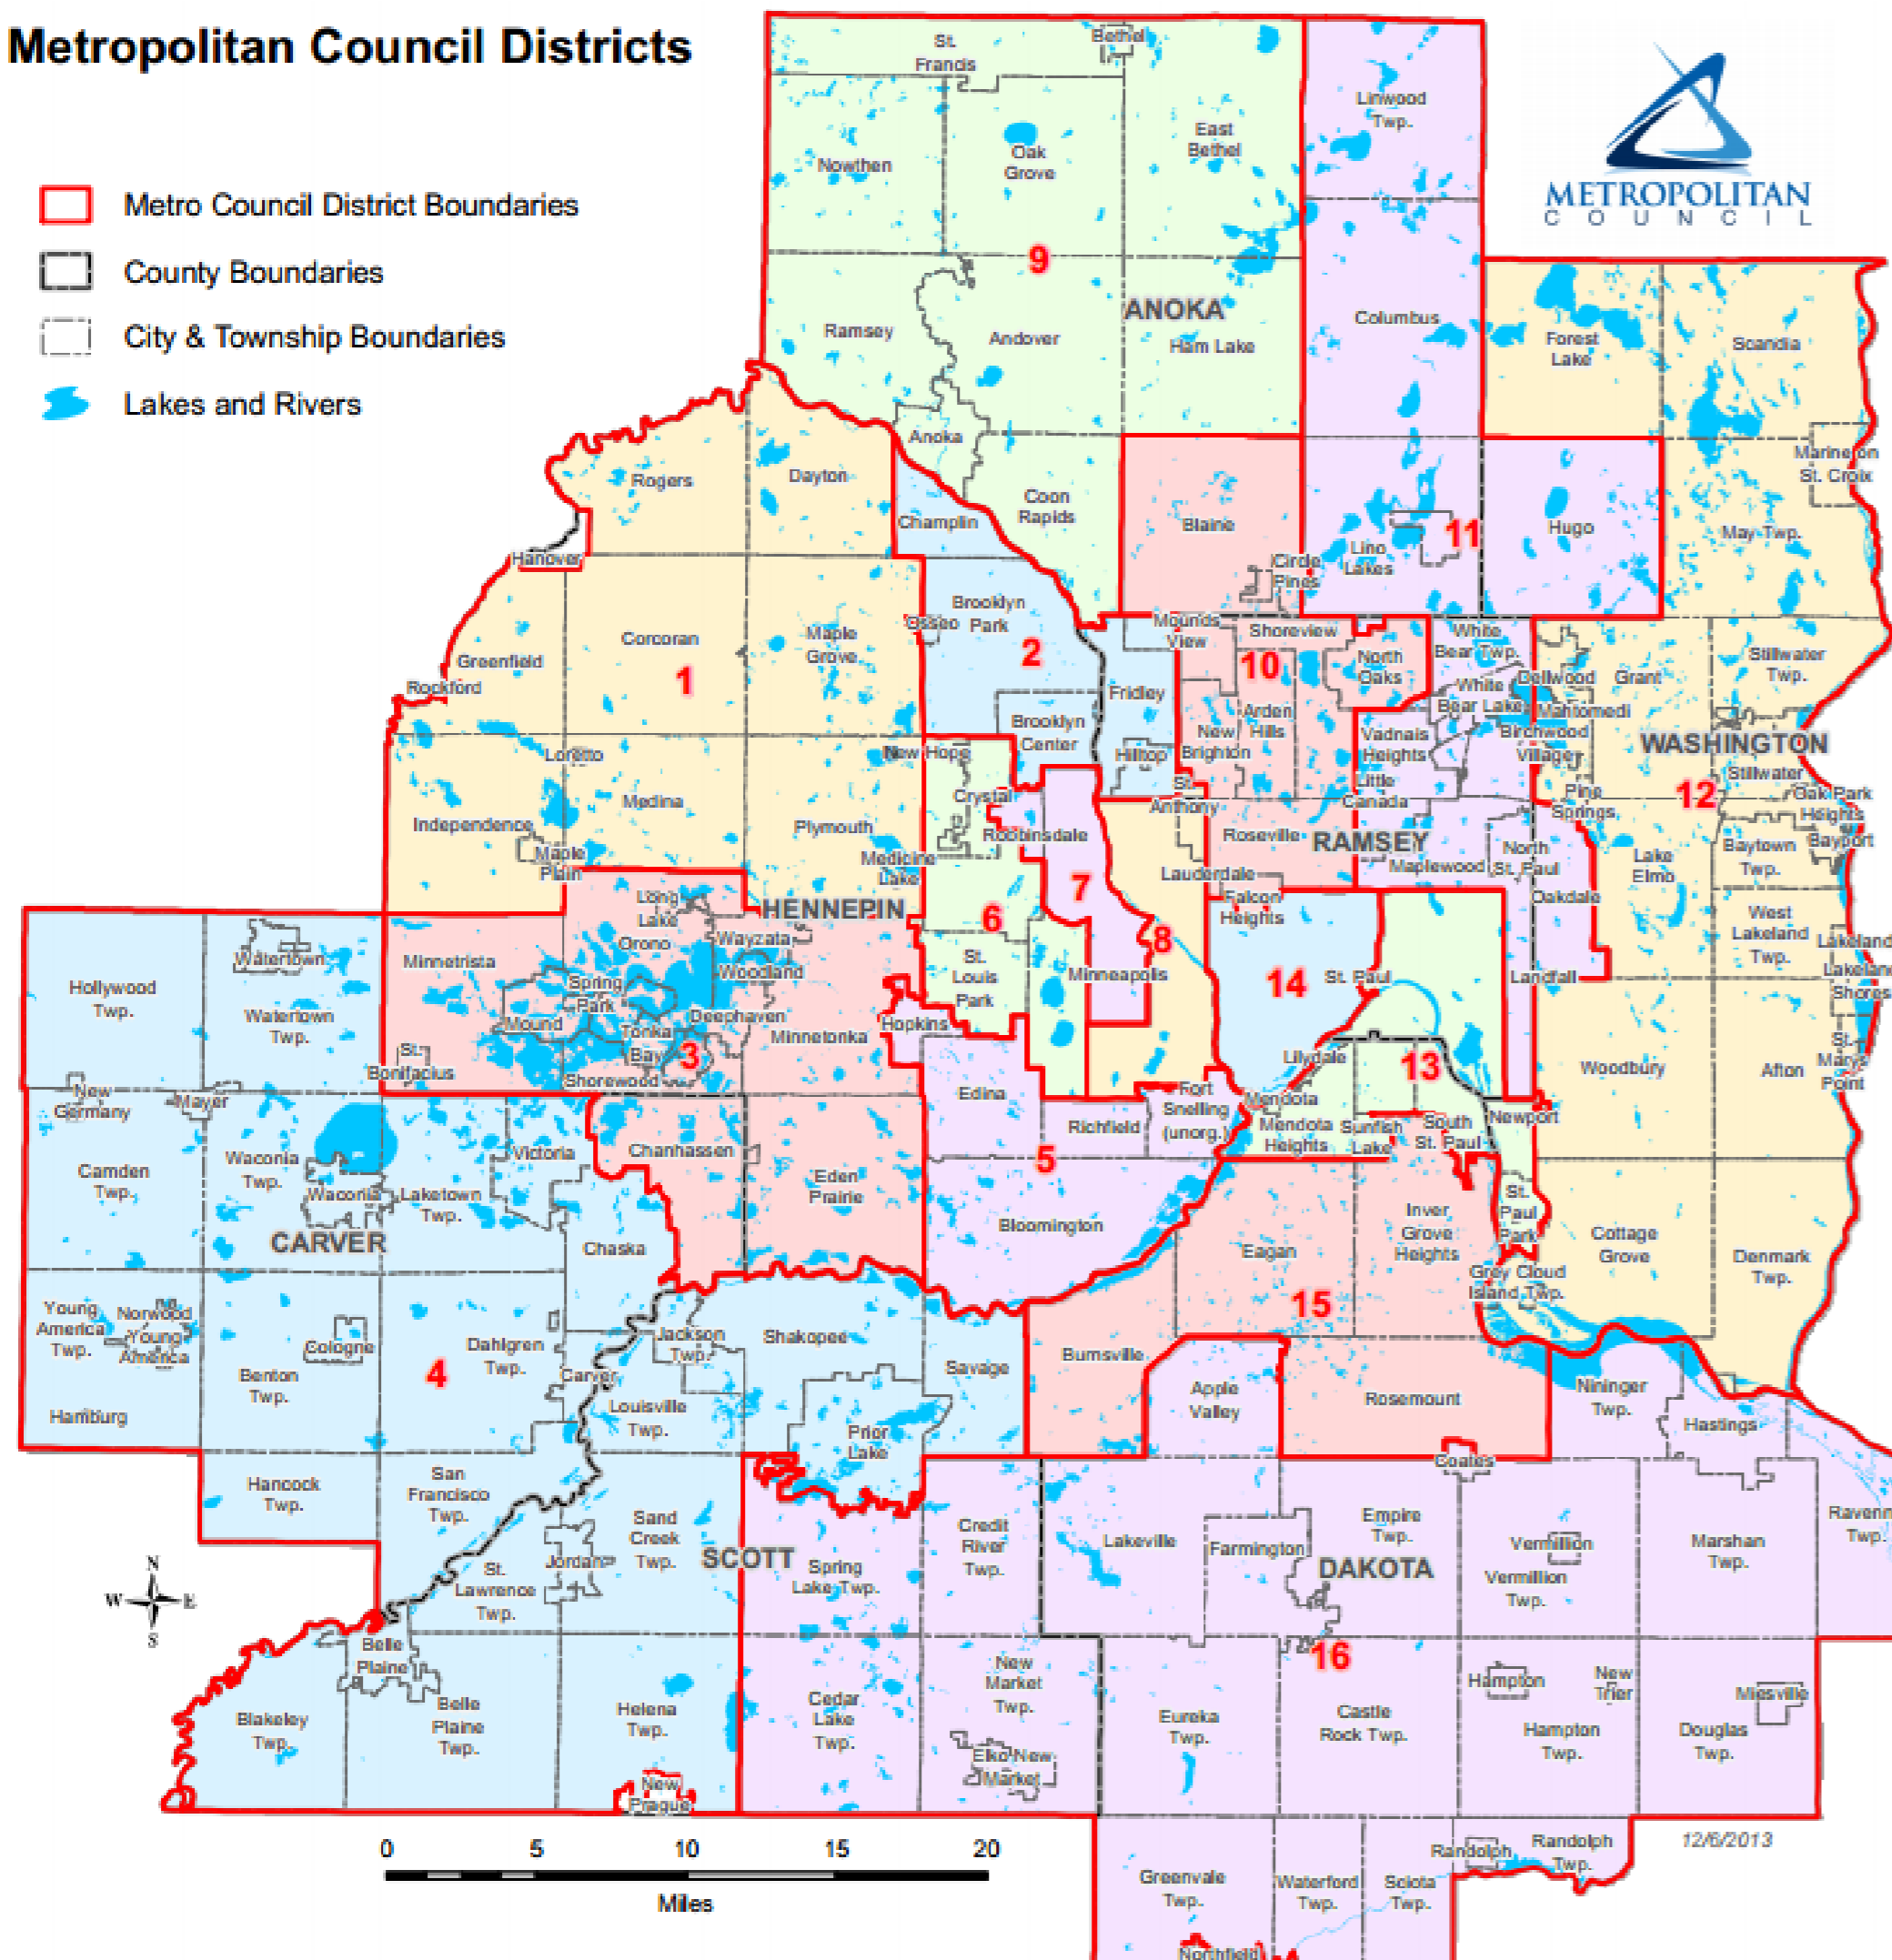 Metropolitan Council Districts
Metro Council District Boundaries
County Boundaries
City & Township Boundaries
Lakes and Rivers
METROPOLITAN
COUNCIL
St.
Francis
Bethel
Linwood
Twp.
Nowthen
Oak
Grove
East
Bethel
9
ANOKA
Ramsey
Andover
Ham Lake
Columbus
Forest
Lake
Scandia
Anoka
Rogers
Dayton
Champlin
Coon
Rapids
Blaine
Circle
Pines
Lino
Lakes
11
Hugo
Marine on
St. Croix
May Twp.
Hanover
Corcoran
Greenfield
Rockford
1
Maple
Grove
Osseo
Brooklyn
Park
2
Mounds
View
Shoreview
10
North
Oaks
White
Bear Twp.
White
Bear Lake
Dellwood
Grant
Stillwater
Twp.
Mahtomedi
Birchwood
Village
WASHINGTON
Brooklyn
Center
Fridley
Hilltop
New
Brighton
Arden
Hills
Vadnais
Heights
Little
Canada
Loretto
Medina
Independence
Maple
Plain
Plymouth
Medicine
Lake
New Hope
Crystal
Robbinsdale
St.
Anthony
Roseville
RAMSEY
Maplewood
North
St. Paul
Pine
Springs
12
Stillwater
Oak Park
Heights
Bayport
Baytown
Twp.
Lake
Elmo
Lauderdale
Falcon
Heights
Oakdale
West
Lakeland
Twp.
Lakeland
Lakeland
Shores
Landfall
HENNEPIN
6
7
8
Minneapolis
St.
Louis
Park
14
St. Paul
Long
Lake
Orono
Wayzata
Woodland
Minnetrista
Spring
Park
Mound
Tonka
Bay
Deephaven
3
Shorewood
Minnetonka
Hopkins
St.
Bonifacius
Hollywood
Twp.
Watertown
Watertown
Twp.
New
Germany
Mayer
Camden
Twp.
Waconia
Twp.
Waconia
Laketown
Twp.
Victoria
Chanhassen
Eden
Prairie
CARVER
Chaska
Edina
Richfield
Fort
Snelling
(unorg.)
5
Bloomington
Lilydale
Mendota
Mendota
Heights
13
Sunfish
Lake
South
St. Paul
Newport
Woodbury
Afton
St.
Marys
Point
St.
Paul
Park
Inver
Grove
Heights
Eagan
Grey Cloud
Island Twp.
Cottage
Grove
Denmark
Twp.
15
Young
America
Twp.
Norwood
Young
America
Cologne
Benton
Twp.
Dahlgren
Twp.
4
Hamburg
Carver
Jackson
Twp.
Louisville
Twp.
Shakopee
Savage
Prior
Lake
Burnsville
Apple
Valley
Rosemount
Coates
Nininger
Twp.
Hastings
Hancock
Twp.
San
Francisco
Twp.
Sand
Creek
Twp.
SCOTT
Jordan
St.
Lawrence
Twp.
Spring
Lake Twp.
Credit
River
Twp.
Lakeville
Farmington
Empire
Twp.
DAKOTA
Vermillion
Vermillion
Twp.
Marshan
Twp.
Ravenn
Twp.
N
W
E
S
Belle
Plaine
Belle
Plaine
Twp.
Blakeley
Twp.
Helena
Twp.
New
Prague
Cedar
Lake
Twp.
New
Market
Twp.
Elko New
Market
Eureka
Twp.
16
Castle
Rock Twp.
Hampton
New
Trier
Hampton
Twp.
Miesville
Douglas
Twp.
0 5 10 15 20
Miles
12/6/2013
Randolph
Randolph
Twp.
Greenvale
Twp.
Waterford
Twp.
Sciota
Twp.
Northfield